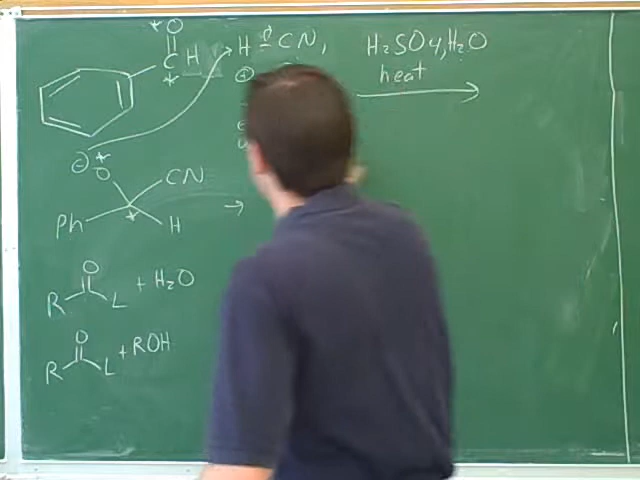 *O
C H
*
H CN,
H₂SO₄, H₂O
heat
⊕
⊖ *
O
CN
Ph
*
H
O
R L + H₂O
O
R L + ROH